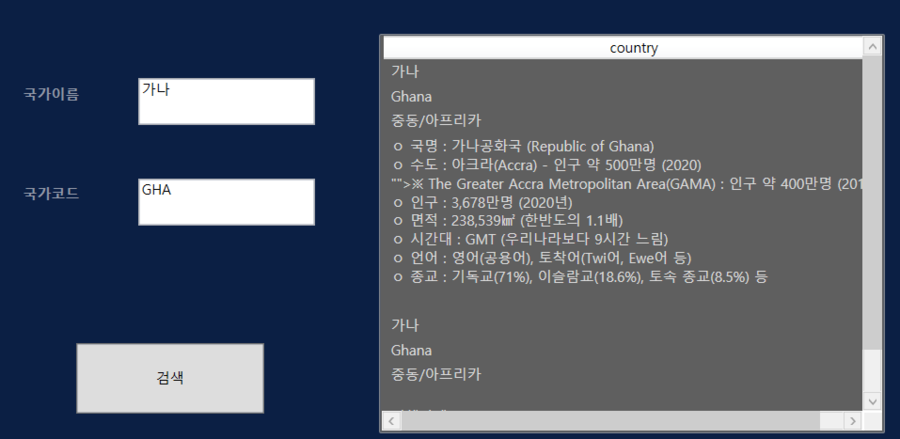 국가이름
가나
국가코드
GHA
검색
country
가나
Ghana
중동/아프리카
ㅇ 국명 : 가나공화국 (Republic of Ghana)
ㅇ 수도 : 아크라(Accra) - 인구 약 500만명 (2020)
"">※ The Greater Accra Metropolitan Area(GAMA) : 인구 약 400만명 (201
ㅇ 인구 : 3,678만명 (2020년)
ㅇ 면적 : 238,539㎢ (한반도의 1.1배)
ㅇ 시간대 : GMT (우리나라보다 9시간 느림)
ㅇ 언어 : 영어(공용어), 토착어(Twi어, Ewe어 등)
ㅇ 종교 : 기독교(71%), 이슬람교(18.6%), 토속 종교(8.5%) 등
가나
Ghana
중동/아프리카